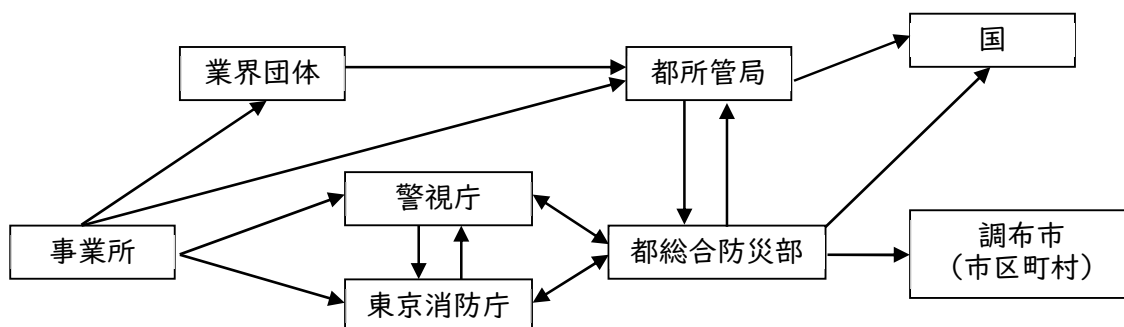 業界団体
都所管局
国
警視庁
事業所
都総合防災部
調布市
（市区町村）
東京消防庁